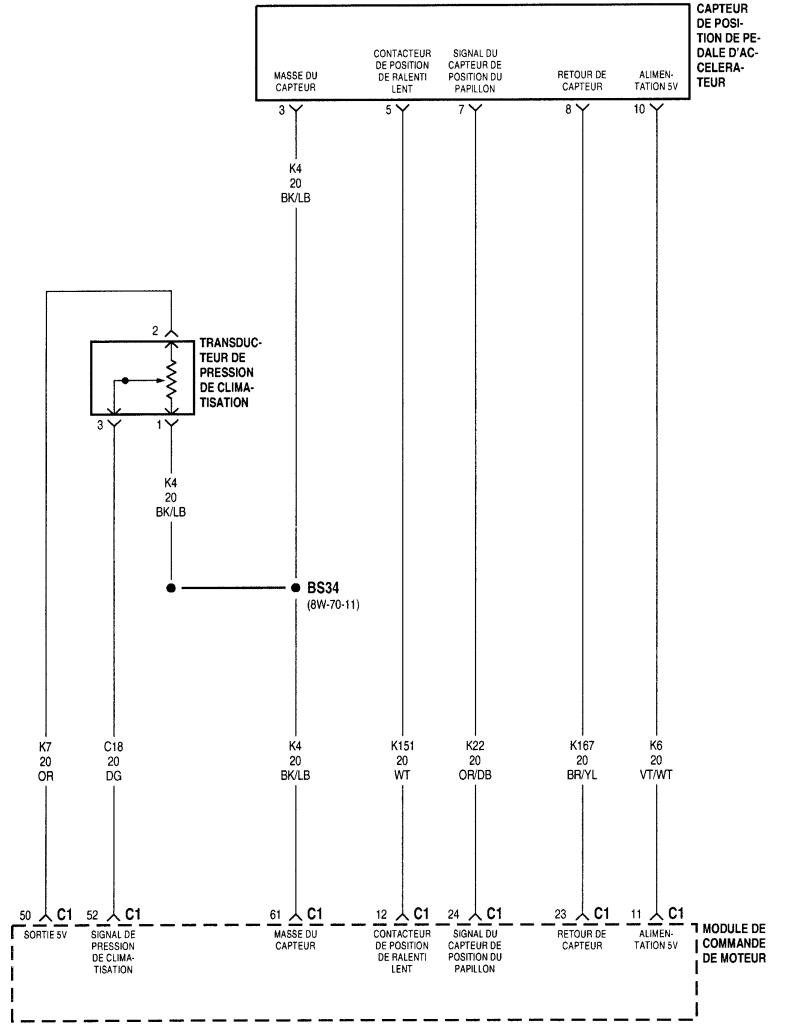 CAPTEUR
DE POSI-
TION DE PE-
DALE D'AC-
CELERA-
TEUR
MASSE DU
CAPTEUR
CONTACTEUR
DE POSITION
DE RALENTI
LENT
SIGNAL DU
CAPTEUR DE
POSITION DU
PAPILLON
RETOUR DE
CAPTEUR
ALIMEN-
TATION 5V
3 5 7 8 10
K4
20
BK/LB
2
TRANSDUC-
TEUR DE
PRESSION
DE CLIMA-
TISATION
3 1
K4
20
BK/LB
BS34
(8W-70-11)
K7
20
OR
C18
20
DG
K4
20
BK/LB
K151
20
WT
K22
20
OR/DB
K167
20
BR/YL
K6
20
VT/WT
50 C1 52 C1 61 C1 12 C1 24 C1 23 C1 11 C1
SORTIE 5V
SIGNAL DE
PRESSION
DE CLIMA-
TISATION
MASSE DU
CAPTEUR
CONTACTEUR
DE POSITION
DE RALENTI
LENT
SIGNAL DU
CAPTEUR DE
POSITION DU
PAPILLON
RETOUR DE
CAPTEUR
ALIMEN-
TATION 5V
MODULE DE
COMMANDE
DE MOTEUR